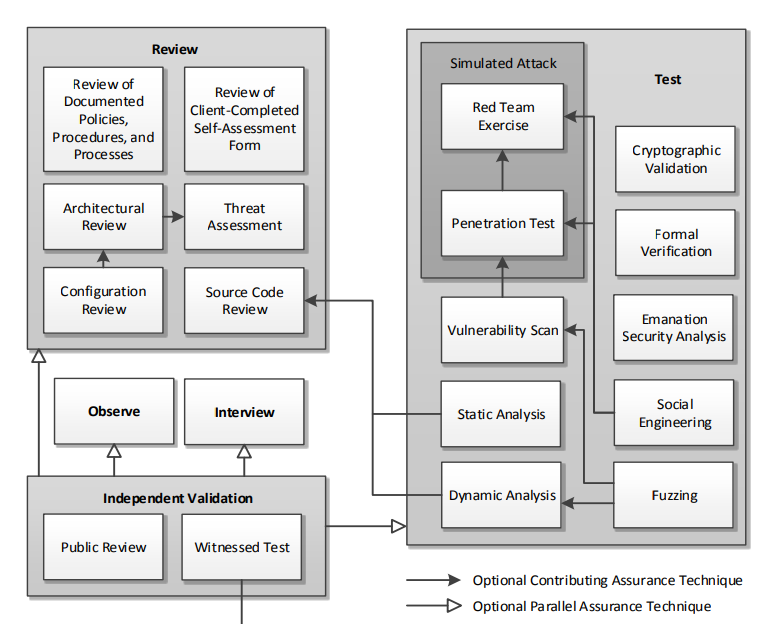 Review
Review of
Documented
Policies,
Procedures, and
Processes
Review of
Client-Completed
Self-Assessment
Form
Architectural
Review
Threat
Assessment
Configuration
Review
Source Code
Review
Observe
Interview
Independent Validation
Public Review
Witnessed Test
Simulated Attack
Red Team
Exercise
Penetration Test
Vulnerability Scan
Static Analysis
Dynamic Analysis
Test
Cryptographic
Validation
Formal
Verification
Emanation
Security Analysis
Social
Engineering
Fuzzing
Optional Contributing Assurance Technique
Optional Parallel Assurance Technique